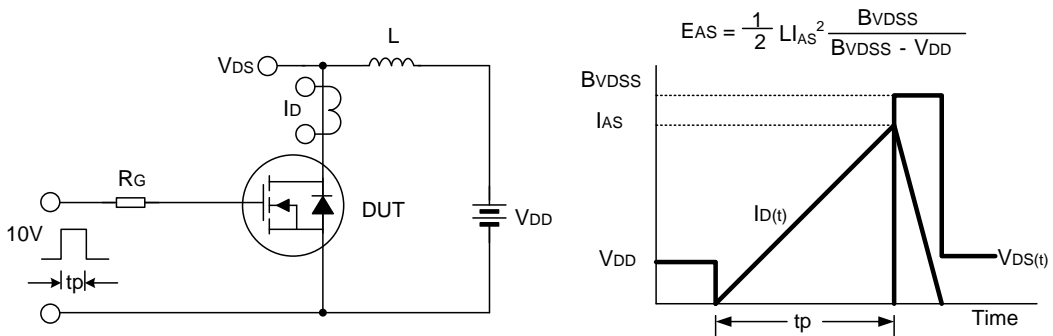 VDS
L
ID
RG
DUT
VDD
10V
tp
EAS = 1/2 LIAS² BVDSS / BVDSS - VDD
BVDSS
IAS
ID(t)
VDD
VDS(t)
tp
Time